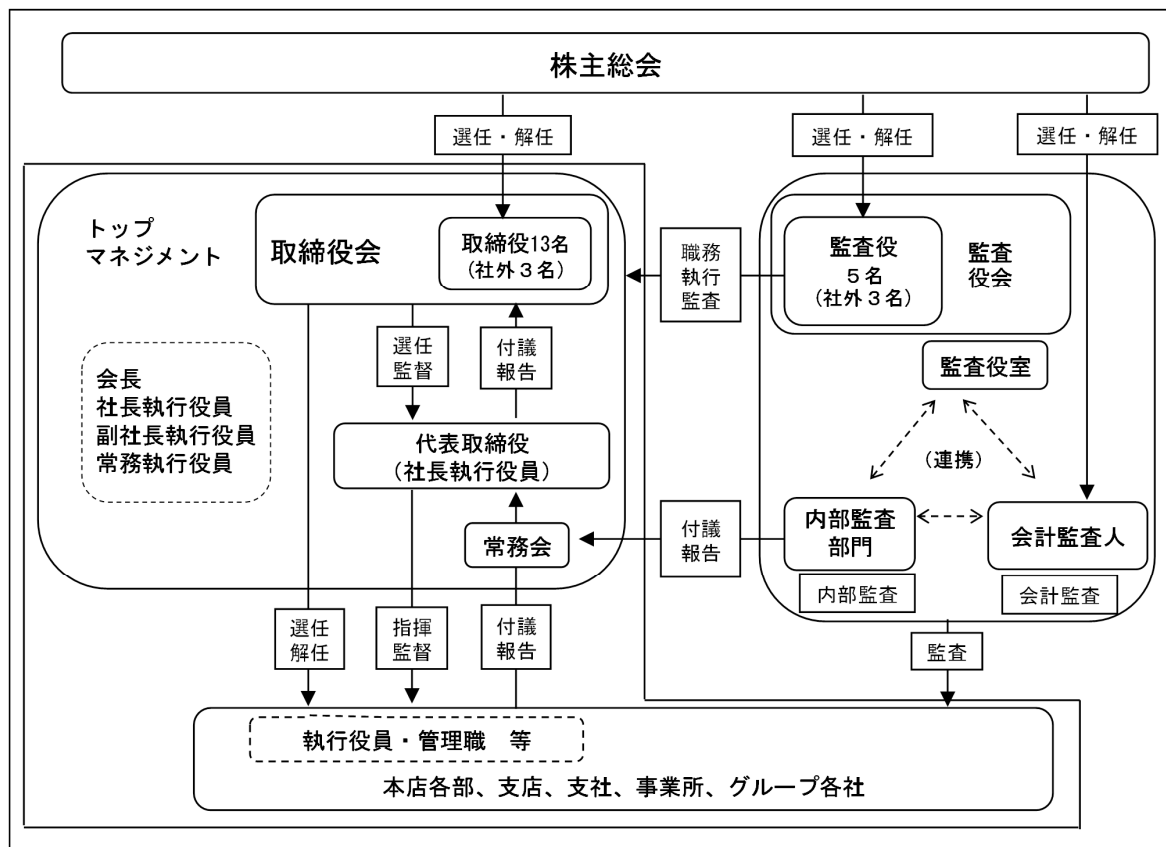 株主総会
選任・解任
選任・解任
選任・解任
トップ
マネジメント
取締役会
取締役13名
(社外3名)
職務
執行
監査
監査役
5名
(社外3名)
監査
役会
選任
監督
付議
報告
監査役室
会長
社長執行役員
副社長執行役員
常務執行役員
代表取締役
(社長執行役員)
(連携)
常務会
付議
報告
内部監査
部門
会計監査人
内部監査
会計監査
選任
解任
指揮
監督
付議
報告
監査
執行役員・管理職 等
本店各部、支店、支社、事業所、グループ各社